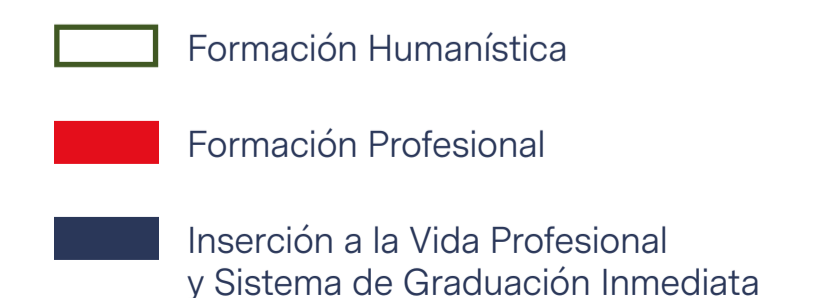 Formación Humanística
Formación Profesional
Inserción a la Vida Profesional
y Sistema de Graduación Inmediata